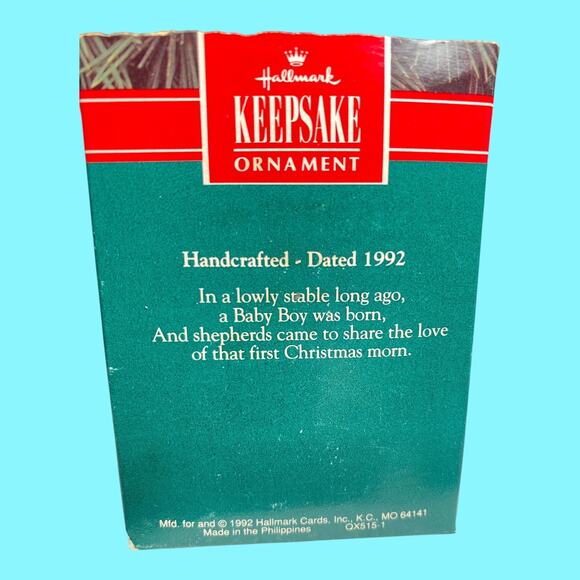 Hallmark
KEEPSAKE
ORNAMENT
Handcrafted - Dated 1992
In a lowly stable long ago,
a Baby Boy was born,
And shepherds came to share the love
of that first Christmas morn.
Mfd. for and © 1992 Hallmark Cards, Inc., K.C., MO 64141
Made in the Philippines QX515-1